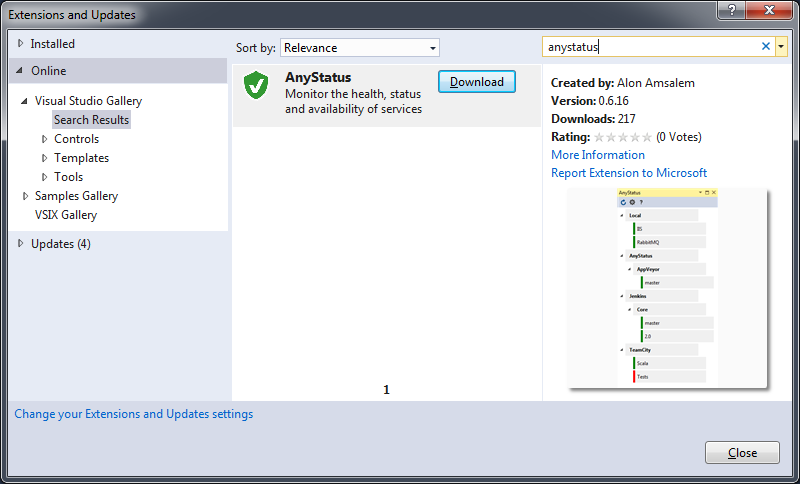 Extensions and Updates
?
Installed
Online
Visual Studio Gallery
Search Results
Controls
Templates
Tools
Samples Gallery
VSIX Gallery
Updates (4)
Sort by: Relevance
AnyStatus
Monitor the health, status
and availability of services
Download
1
anystatus
Created by: Alon Amsalem
Version: 0.6.16
Downloads: 217
Rating: (0 Votes)
More Information
Report Extension to Microsoft
AnyStatus
?
Local
IIS
RabbitMQ
AnyStatus
AppVeyor
master
Jenkins
Core
master
2.0
TeamCity
Scala
Tests
Change your Extensions and Updates settings
Close